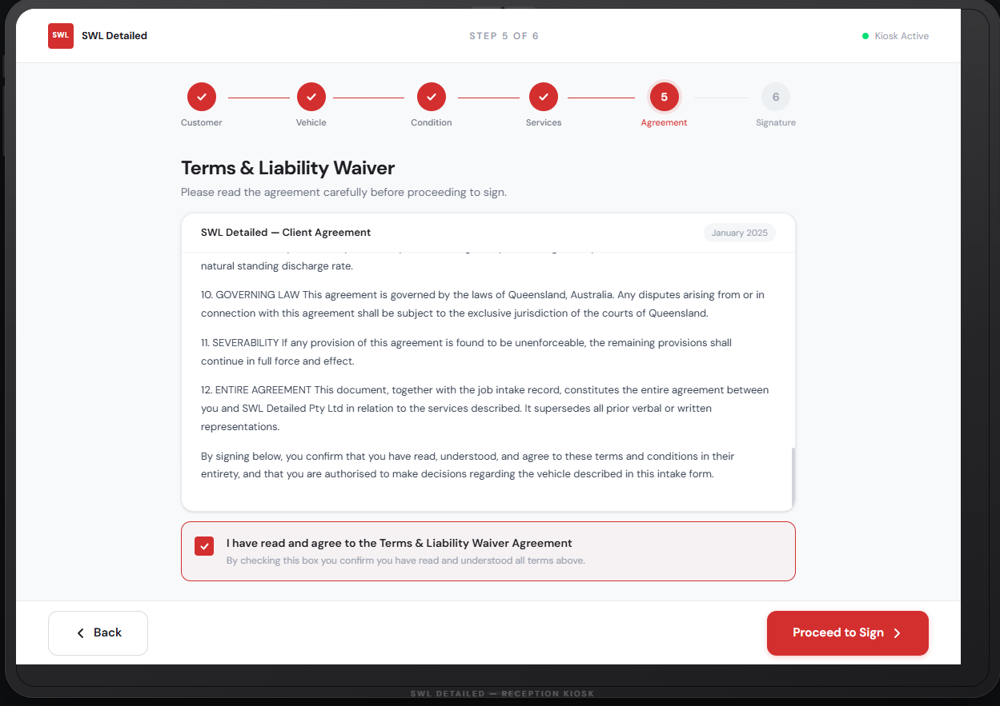 SWL
SWL Detailed
STEP 5 OF 6
Kiosk Active
5
6
Customer
Vehicle
Condition
Services
Agreement
Signature
Terms & Liability Waiver
Please read the agreement carefully before proceeding to sign.
SWL Detailed — Client Agreement
January 2025
natural standing discharge rate.
10. GOVERNING LAW This agreement is governed by the laws of Queensland, Australia. Any disputes arising from or in
connection with this agreement shall be subject to the exclusive jurisdiction of the courts of Queensland.
11. SEVERABILITY If any provision of this agreement is found to be unenforceable, the remaining provisions shall
continue in full force and effect.
12. ENTIRE AGREEMENT This document, together with the job intake record, constitutes the entire agreement between
you and SWL Detailed Pty Ltd in relation to the services described. It supersedes all prior verbal or written
representations.
By signing below, you confirm that you have read, understood, and agree to these terms and conditions in their
entirety, and that you are authorised to make decisions regarding the vehicle described in this intake form.
I have read and agree to the Terms & Liability Waiver Agreement
By checking this box you confirm you have read and understood all terms above.
Back
Proceed to Sign
SWL DETAILED — RECEPTION KIOSK